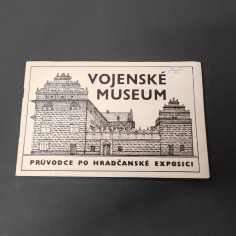 VOJENSKÉ
MUSEUM
PRŮVODCE PO HRADČANSKÉ EXPOSICI